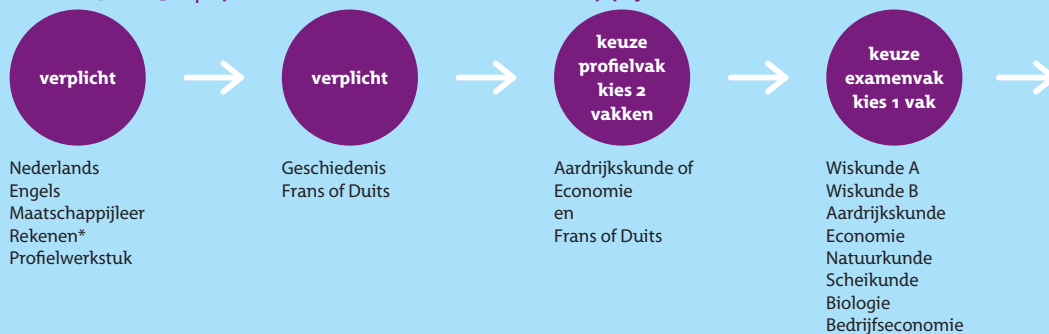 verplicht
Nederlands
Engels
Maatschappijleer
Rekenen*
Profielwerkstuk
verplicht
Geschiedenis
Frans of Duits
keuze
profielvak
kies 2
vakken
Aardrijkskunde of
Economie
en
Frans of Duits
keuze
examenvak
kies 1 vak
Wiskunde A
Wiskunde B
Aardrijkskunde
Economie
Natuurkunde
Scheikunde
Biologie
Bedrijfseconomie